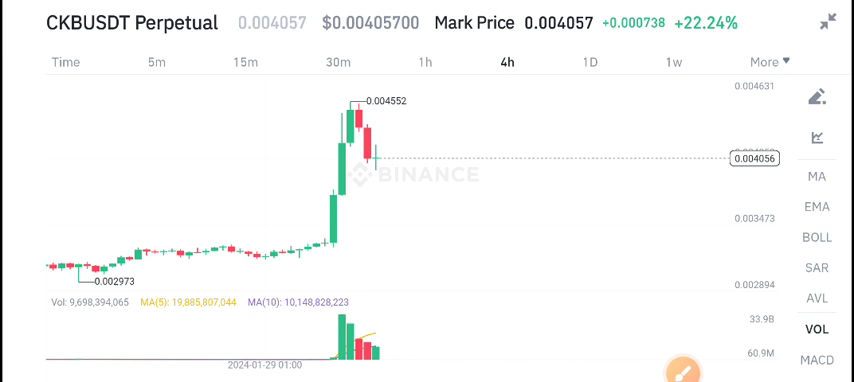 CKBUSDT Perpetual 0.004057 $0.00405700 Mark Price 0.004057 +0.000738 +22.24%
Time 5m 15m 30m 1h 4h 1D 1w More
0.004631
0.004552
0.004056
BINANCE
MA
EMA
0.003473
BOLL
SAR
0.002973
0.002894
AVL
Vol: 9,698,394,065 MA(5): 19,885,807,044 MA(10): 10,148,828,223
33.9B
VOL
60.9M
MACD
2024-01-29 01:00